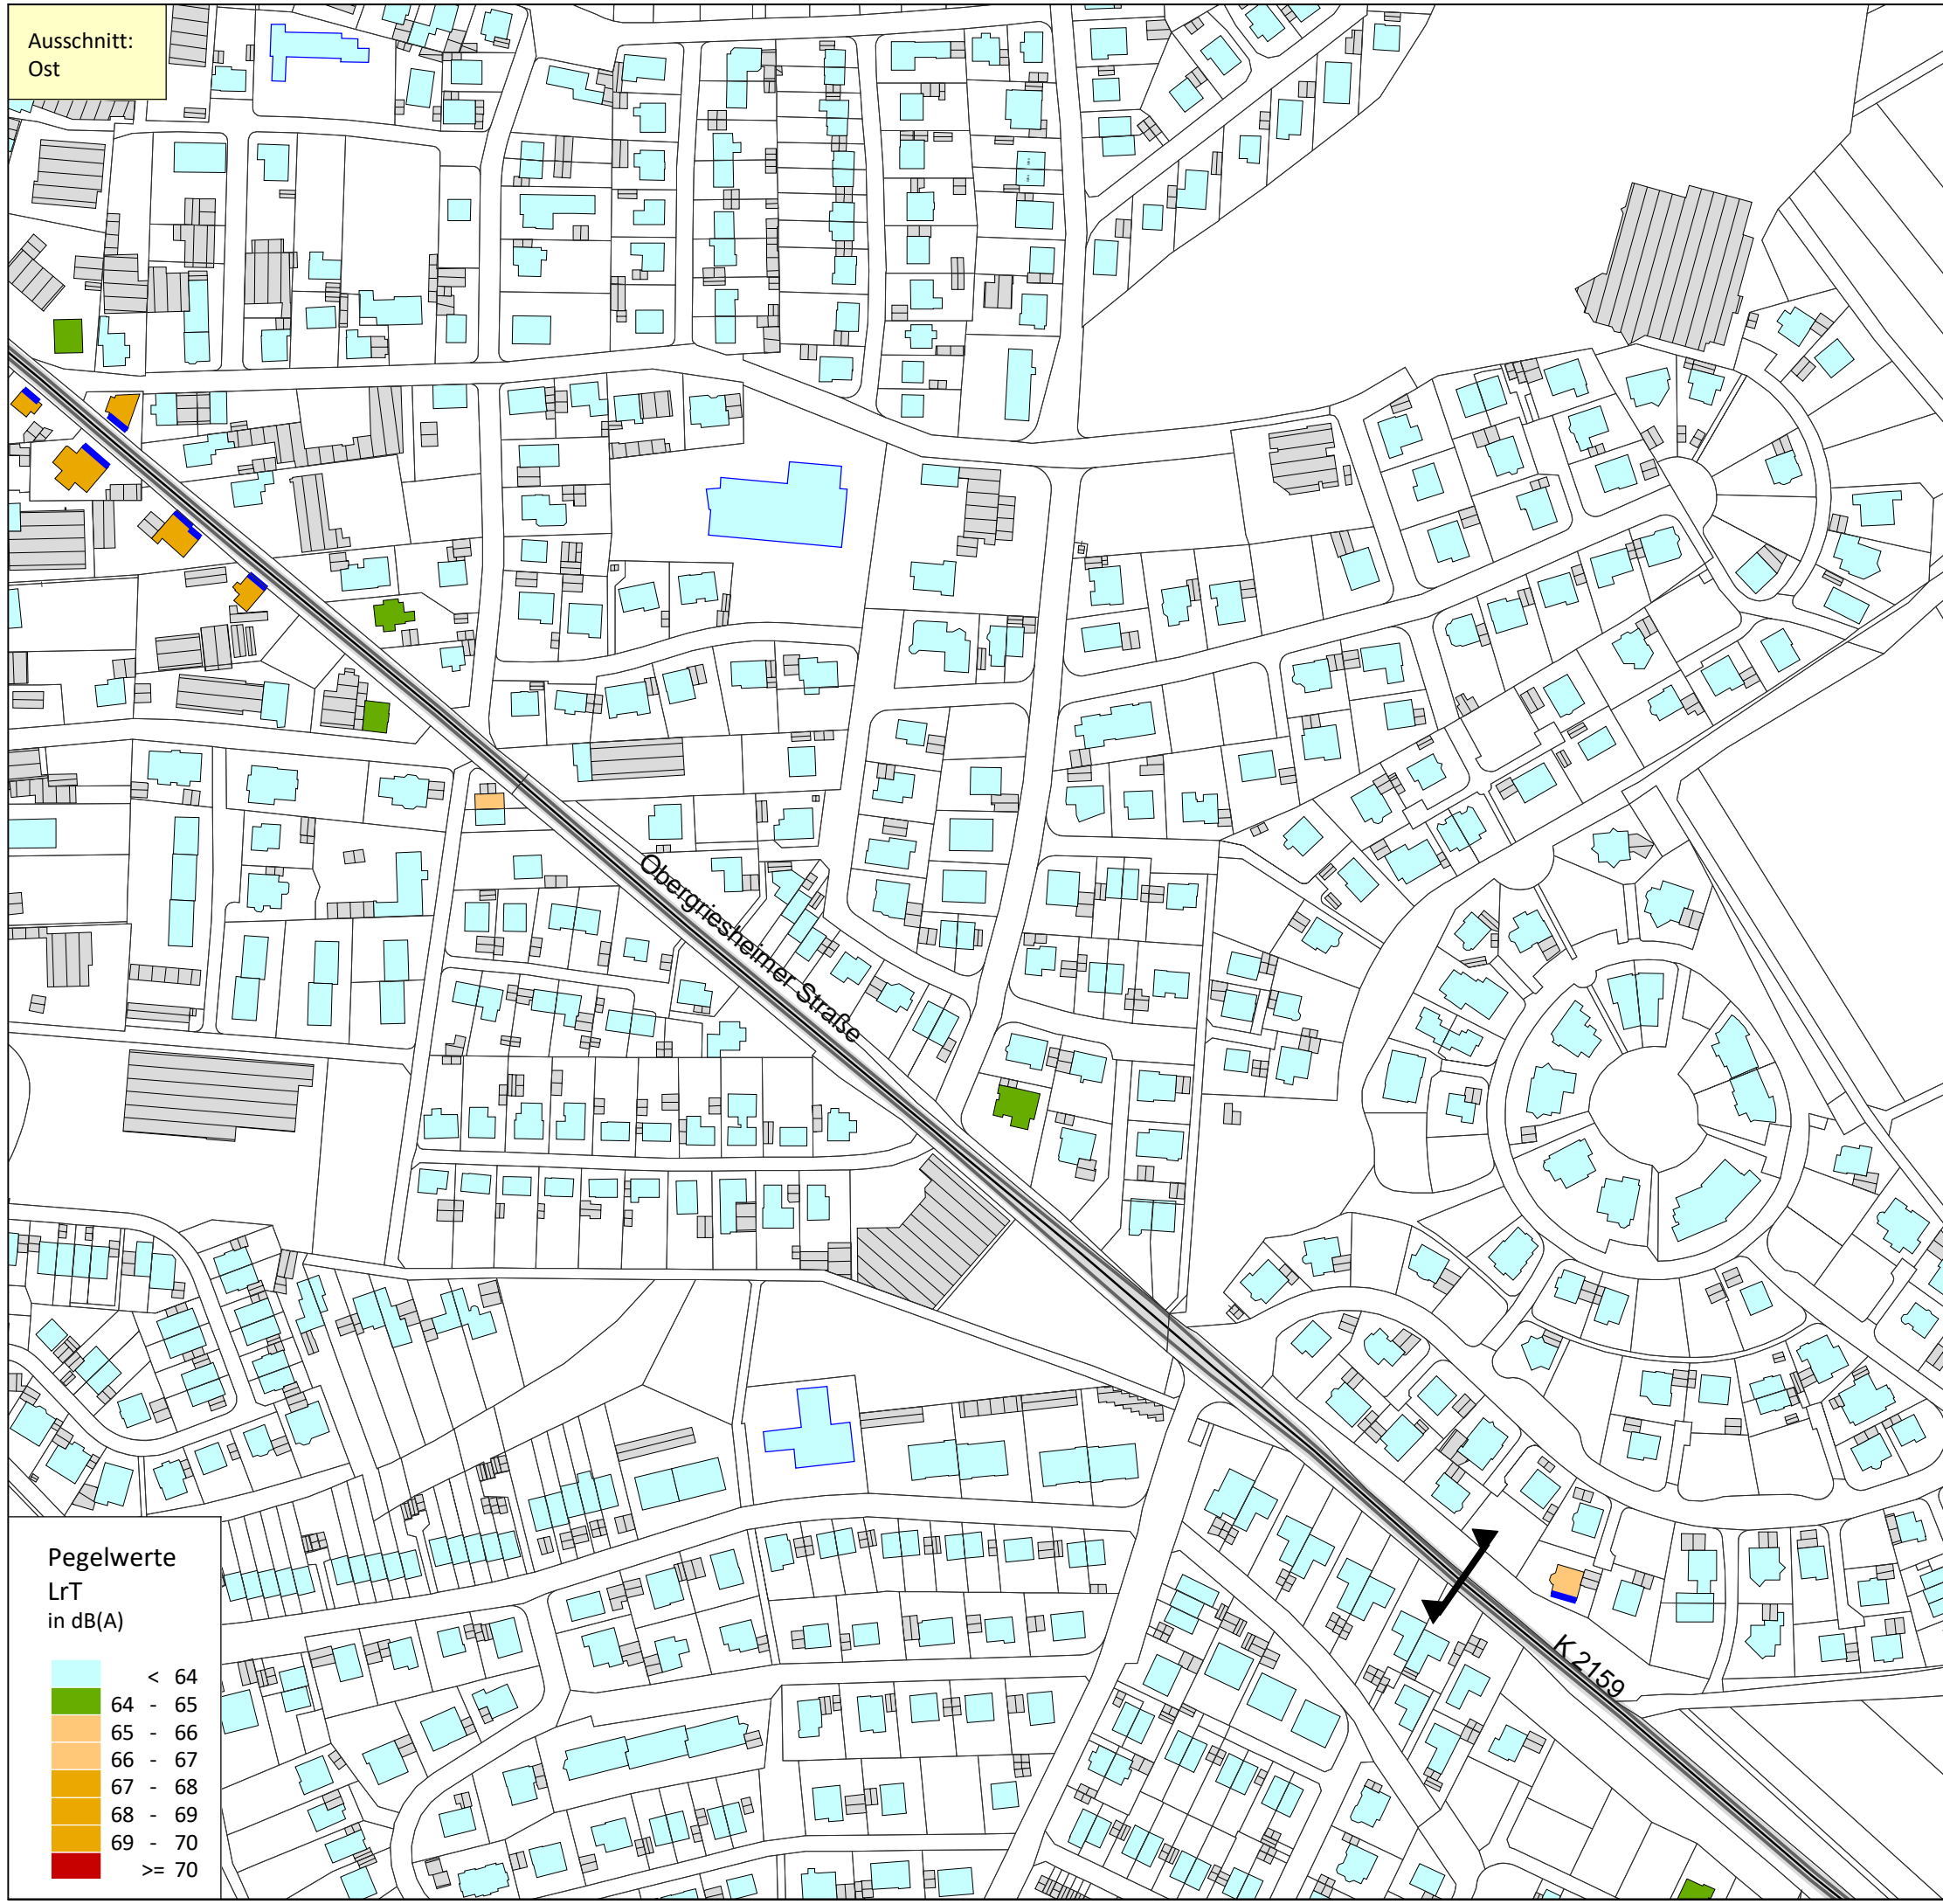 Ausschnitt:
Ost
Obergriesheimer Straße
K 2159
Pegelwerte
LrT
in dB(A)
< 64
64 - 65
65 - 66
66 - 67
67 - 68
68 - 69
69 - 70
>= 70